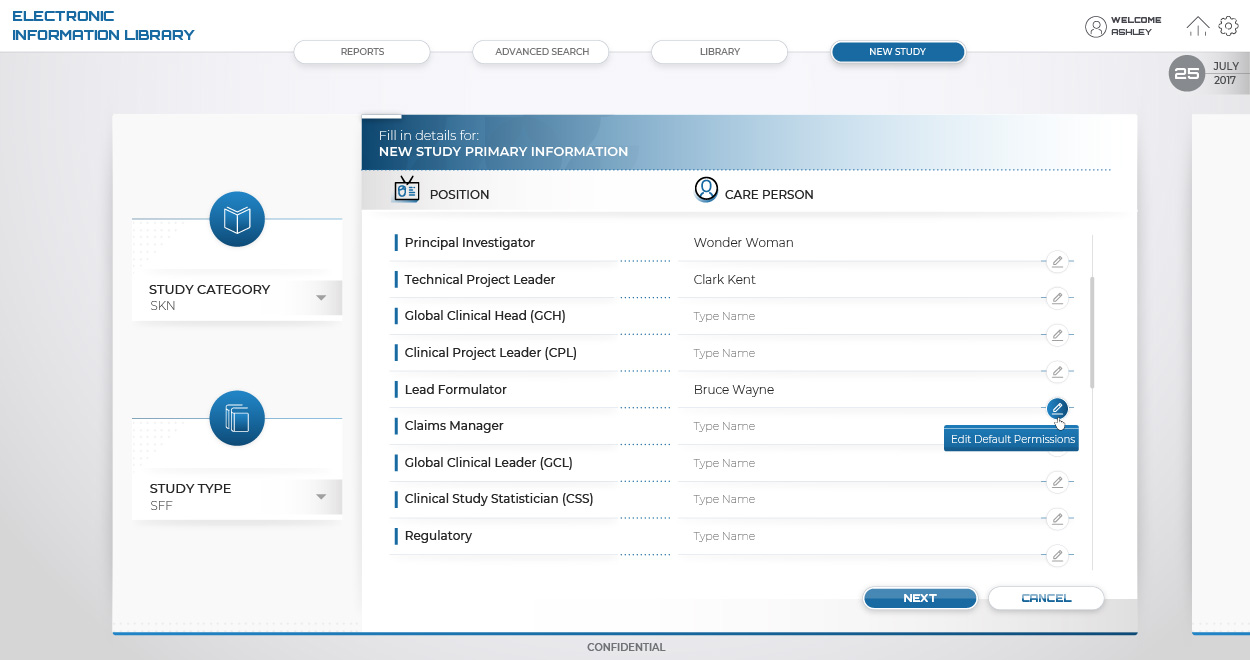 ELECTRONIC
INFORMATION LIBRARY
WELCOME
ASHLEY
REPORTS
ADVANCED SEARCH
LIBRARY
NEW STUDY
25
JULY
2017
Fill in details for:
NEW STUDY PRIMARY INFORMATION
POSITION
CARE PERSON
STUDY CATEGORY
SKN
STUDY TYPE
SFF
Principal Investigator
Wonder Woman
Technical Project Leader
Clark Kent
Global Clinical Head (GCH)
Type Name
Clinical Project Leader (CPL)
Type Name
Lead Formulator
Bruce Wayne
Claims Manager
Type Name
Edit Default Permissions
Global Clinical Leader (GCL)
Type Name
Clinical Study Statistician (CSS)
Type Name
Regulatory
Type Name
NEXT
CANCEL
CONFIDENTIAL